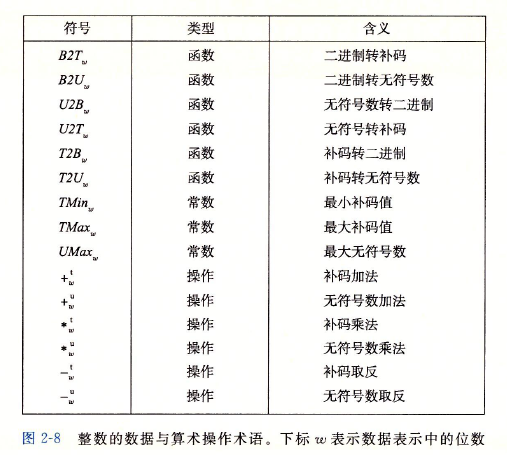 符号 类型 含义
B2T_w 函数 二进制转补码
B2U_w 函数 二进制转无符号数
U2B_w 函数 无符号数转二进制
U2T_w 函数 无符号转补码
T2B_w 函数 补码转二进制
T2U_w 函数 补码转无符号数
TMin_w 常数 最小补码值
TMax_w 常数 最大补码值
UMax_w 常数 最大无符号数
+^t_w 操作 补码加法
+^u_w 操作 无符号数加法
*^t_w 操作 补码乘法
*^u_w 操作 无符号数乘法
-^t_w 操作 补码取反
-^u_w 操作 无符号数取反
图 2-8 整数的数据与算术操作术语。下标 w 表示数据表示中的位数